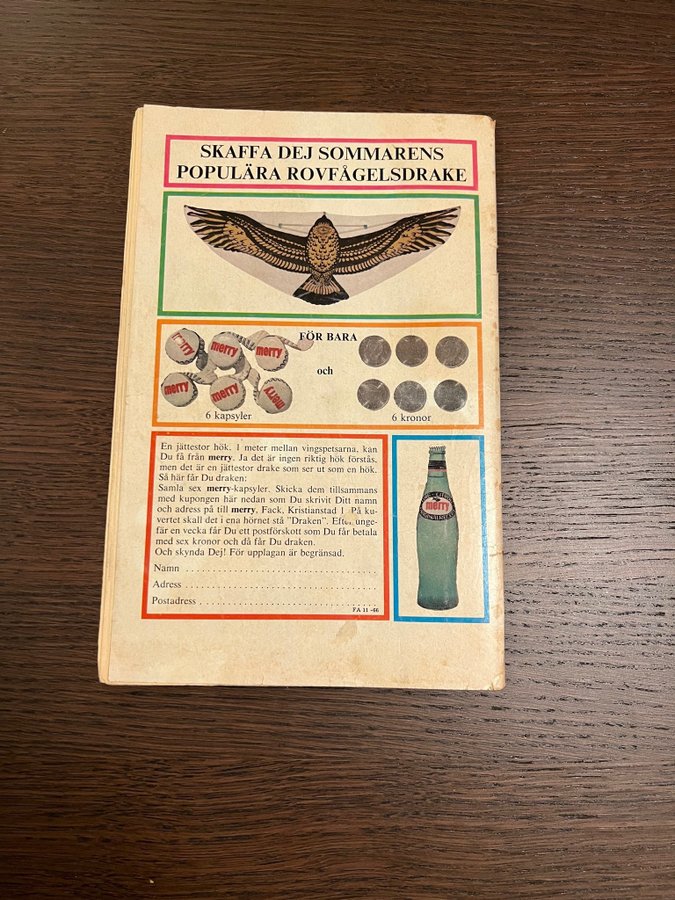 SKAFFA DEJ SOMMARENS
POPULÄRA ROVFÅGELSDRAKE
FÖR BARA
merry
merry
merry
merry
merry
merry
och
6 kapsyler
6 kronor
En jättestor hök. 1 meter mellan vingspetsarna, kan
Du få från merry. Ja det är ingen riktig hök förstås,
men det är en jättestor drake som ser ut som en hök.
Så här får Du draken:
Samla sex merry-kapsyler. Skicka dem tillsammans
med kupongen här nedan som Du skrivit Ditt namn
och adress på till merry, Fack, Kristianstad 1 På ku-
vertet skall det i ena hörnet stå "Draken". Efter unge-
fär en vecka får Du ett postförskott som Du får betala
med sex kronor och då får Du draken.
Och skynda Dej! För upplagan är begränsad.
Namn
Adress
Postadress
FA 11 -66
merry